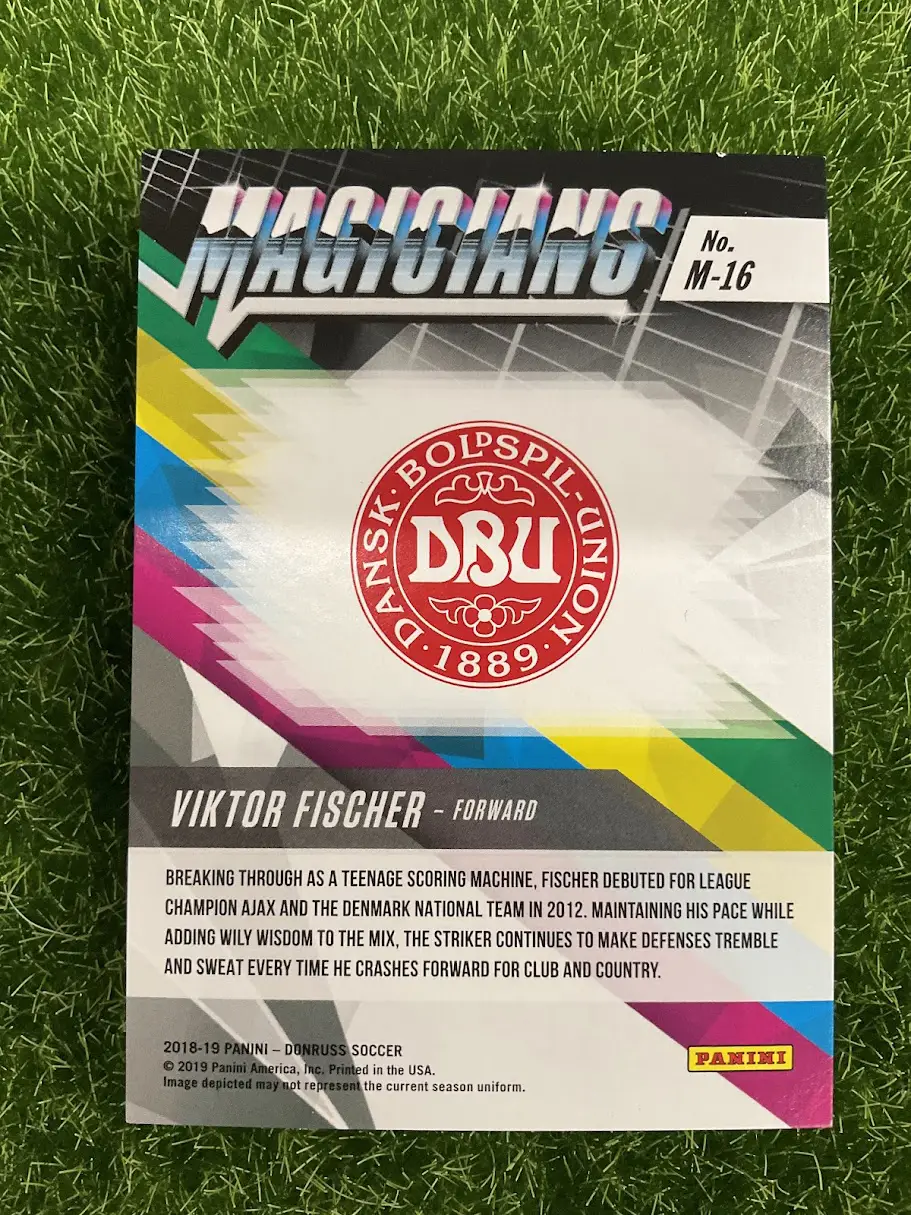 MAGICIANS
No.
M-16
DANSK · BOLDSPIL-UNION
DBU
· 1889 ·
VIKTOR FISCHER – FORWARD
BREAKING THROUGH AS A TEENAGE SCORING MACHINE, FISCHER DEBUTED FOR LEAGUE
CHAMPION AJAX AND THE DENMARK NATIONAL TEAM IN 2012. MAINTAINING HIS PACE WHILE
ADDING WILY WISDOM TO THE MIX, THE STRIKER CONTINUES TO MAKE DEFENSES TREMBLE
AND SWEAT EVERY TIME HE CRASHES FORWARD FOR CLUB AND COUNTRY.
2018-19 PANINI – DONRUSS SOCCER
© 2019 Panini America, Inc. Printed in the USA.
Image depicted may not represent the current season uniform.
PANINI